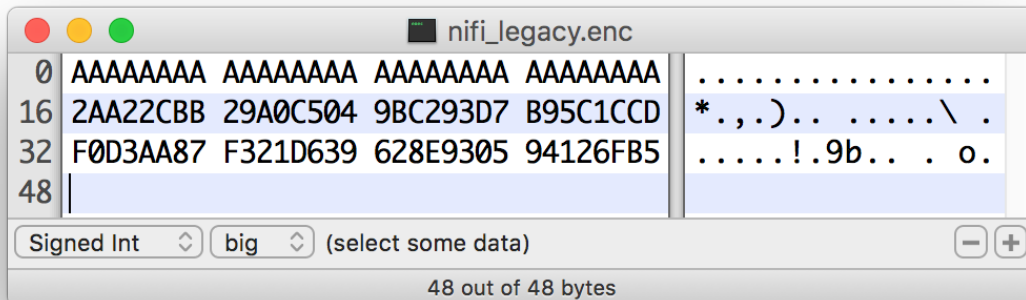 nifi_legacy.enc
0 AAAAAAAA AAAAAAAA AAAAAAAA AAAAAAAA ................
16 2AA22CBB 29A0C504 9BC293D7 B95C1CCD *.,.).. .....\ .
32 F0D3AA87 F321D639 628E9305 94126FB5 .....!.9b.. . o.
48
Signed Int big (select some data)
48 out of 48 bytes